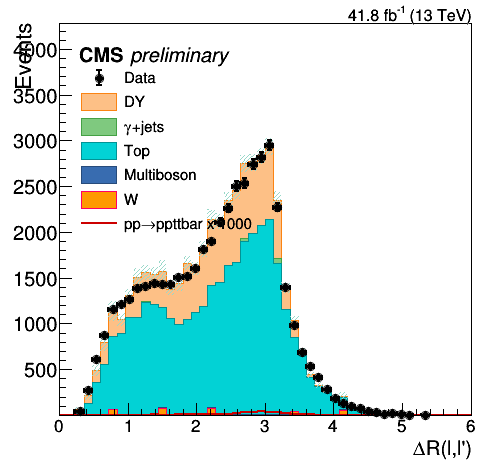 41.8 fb⁻¹ (13 TeV)
Events
CMS preliminary
Data
DY
γ+jets
Top
Multiboson
W
pp→ppttbar x 1000
4000
3500
3000
2500
2000
1500
1000
500
0 1 2 3 4 5 6
ΔR(l,l')